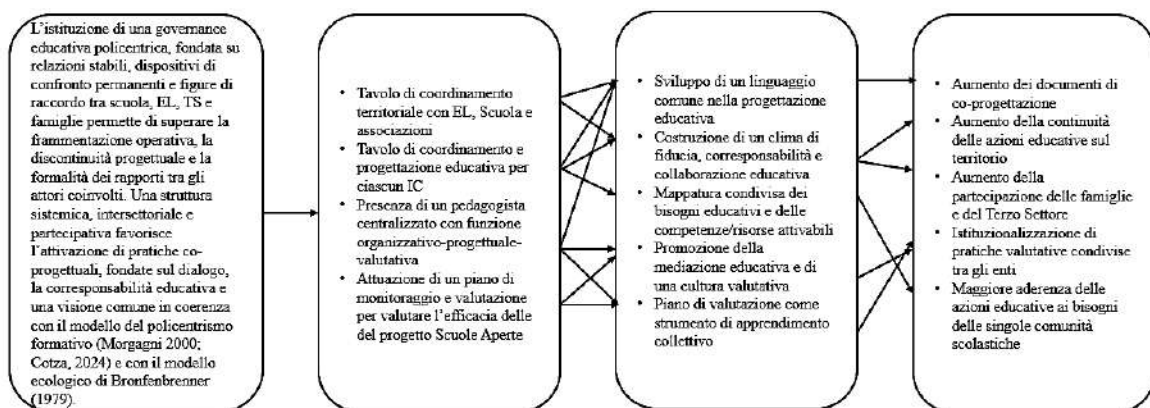 L'istituzione di una governance
educativa policentrica, fondata su
relazioni stabili, dispositivi di
confronto permanenti e figure di
raccordo tra scuola, EL, TS e
famiglie permette di superare la
frammentazione operativa, la
discontinuità progettuale e la
formalità dei rapporti tra gli
attori coinvolti. Una struttura
sistemica, intersettoriale e
partecipativa favorisce
l'attivazione di pratiche co-
progettuali, fondate sul dialogo,
la corresponsabilità educativa e
una visione comune in coerenza
con il modello del policentrismo
formativo (Morgagni 2000;
Cotza, 2024) e con il modello
ecologico di Bronfenbrenner
(1979).
• Tavolo di coordinamento
territoriale con EL, Scuola e
associazioni
• Tavolo di coordinamento e
progettazione educativa per
ciascun IC
• Presenza di un pedagogista
centralizzato con funzione
organizzativo-progettuale-
valutativa
• Attuazione di un piano di
monitoraggio e valutazione
per valutare l'efficacia delle
del progetto Scuole Aperte
• Sviluppo di un linguaggio
comune nella progettazione
educativa
• Costruzione di un clima di
fiducia, corresponsabilità e
collaborazione educativa
• Mappatura condivisa dei
bisogni educativi e delle
competenze/risorse attivabili
• Promozione della
mediazione educativa e di
una cultura valutativa
• Piano di valutazione come
strumento di apprendimento
collettivo
• Aumento dei documenti di
co-progettazione
• Aumento della continuità
delle azioni educative sul
territorio
• Aumento della
partecipazione delle famiglie
e del Terzo Settore
• Istituzionalizzazione di
pratiche valutative condivise
tra gli enti
• Maggiore aderenza delle
azioni educative ai bisogni
delle singole comunità
scolastiche